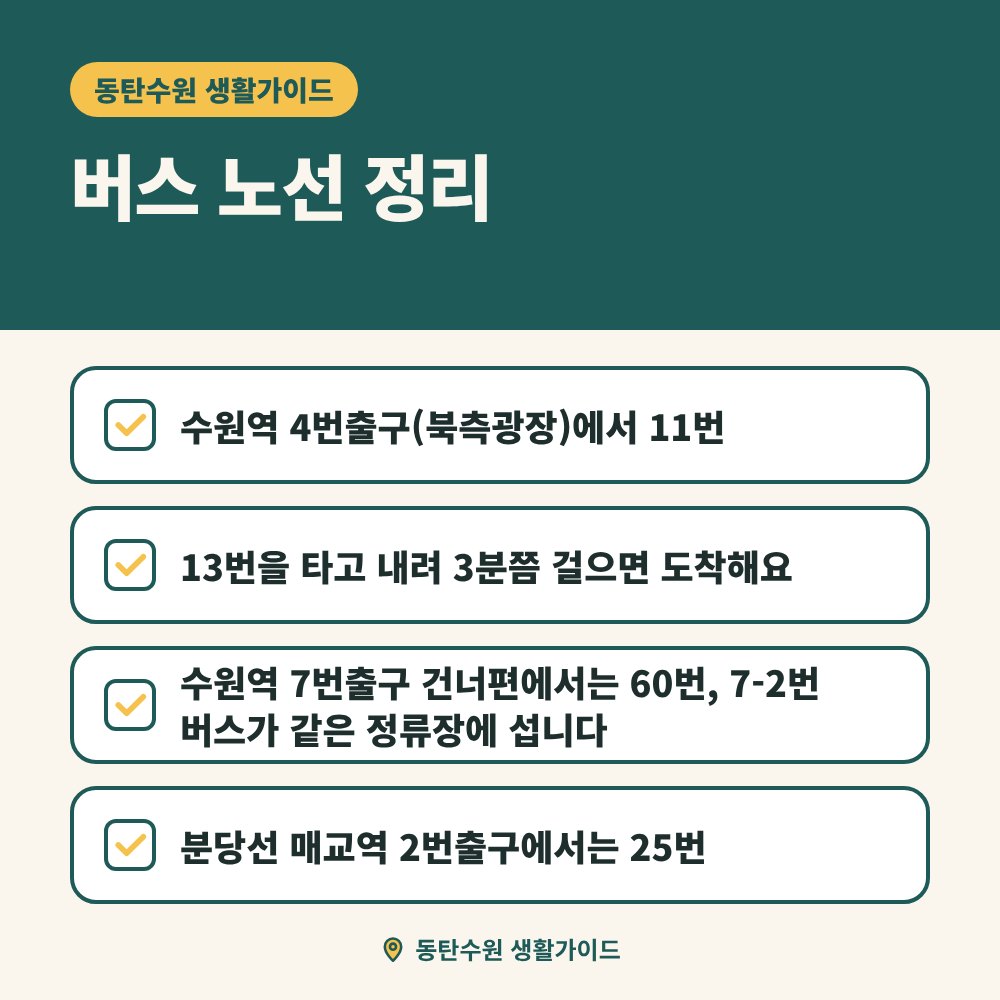 동탄수원 생활가이드
버스 노선 정리
수원역 4번출구(북측광장)에서 11번
13번을 타고 내려 3분쯤 걸으면 도착해요
수원역 7번출구 건너편에서는 60번, 7-2번
버스가 같은 정류장에 섭니다
분당선 매교역 2번출구에서는 25번
동탄수원 생활가이드